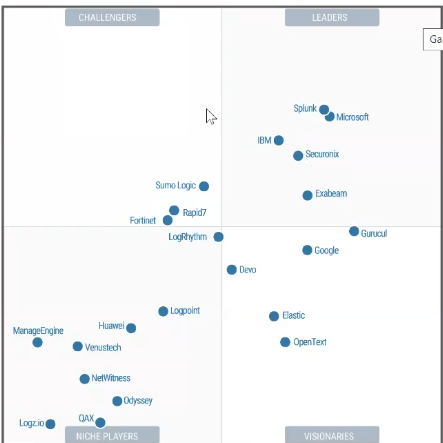 CHALLENGERS
LEADERS
Ga
Splunk
Microsoft
IBM
Securonix
Sumo Logic
Exabeam
Rapid7
Fortinet
LogRhythm
Gurucul
Google
Devo
Logpoint
Elastic
Huawei
ManageEngine
Venustech
OpenText
NetWitness
Odyssey
QAX
Logz.io
NICHE PLAYERS
VISIONARIES